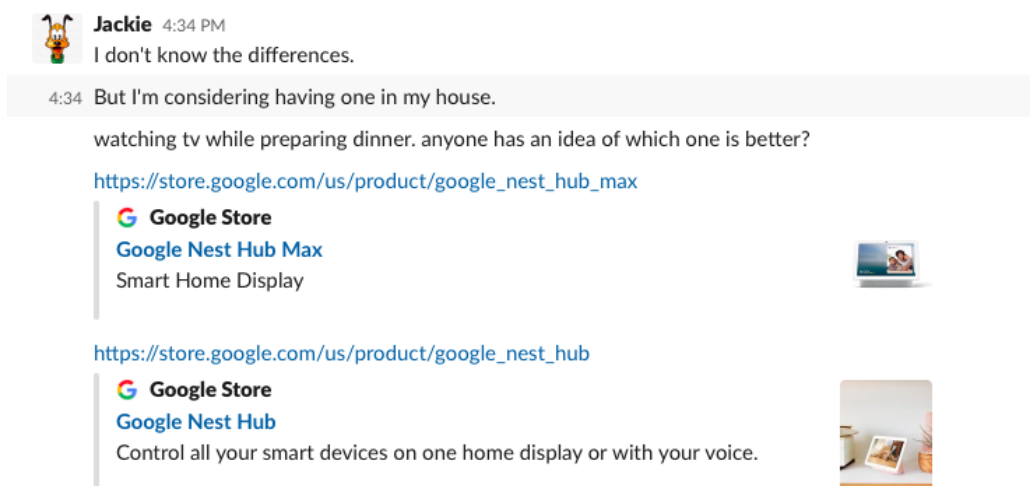 Jackie 4:34 PM
I don't know the differences.
4:34 But I'm considering having one in my house.
watching tv while preparing dinner. anyone has an idea of which one is better?
https://store.google.com/us/product/google_nest_hub_max
Google Store
Google Nest Hub Max
Smart Home Display
https://store.google.com/us/product/google_nest_hub
Google Store
Google Nest Hub
Control all your smart devices on one home display or with your voice.